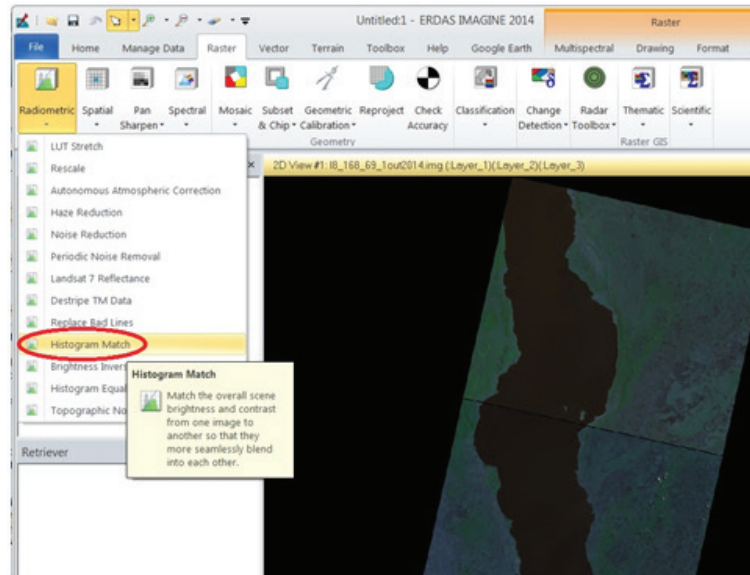 Untitled:1 - ERDAS IMAGINE 2014
Raster
File Home Manage Data Raster Vector Terrain Toolbox Help Google Earth Multispectral Drawing Format
Radiometric Spatial Pan Sharpen Spectral Mosaic Subset & Chip Geometric Calibration Reproject Check Accuracy Classification Change Detection Radar Toolbox Thematic Scientific
Geometry Raster GIS
LUT Stretch
2D View #1: l8_168_69_1out2014.img (:Layer_1)(:Layer_2)(:Layer_3)
Rescale
Autonomous Atmospheric Correction
Haze Reduction
Noise Reduction
Periodic Noise Removal
Landsat 7 Reflectance
Destripe TM Data
Replace Bad Lines
Histogram Match
Brightness Invers
Histogram Equal
Topographic No
Histogram Match
Match the overall scene
brightness and contrast
from one image to
another so that they
more seamlessly blend
into each other.
Retriever